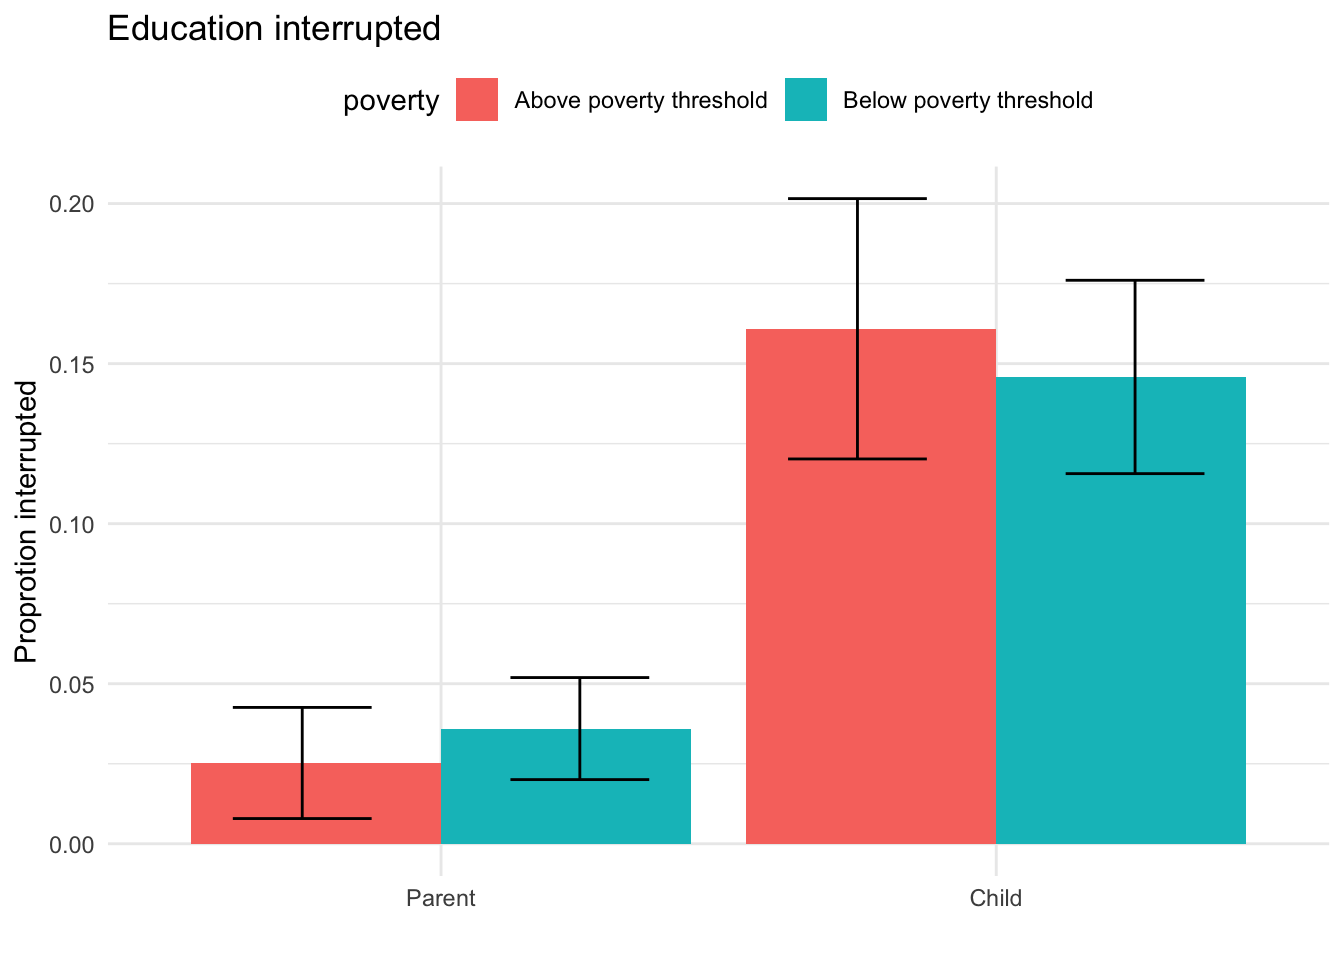 Education interrupted
poverty Above poverty threshold Below poverty threshold
Proprotion interrupted
0.20
0.15
0.10
0.05
0.00
Parent Child